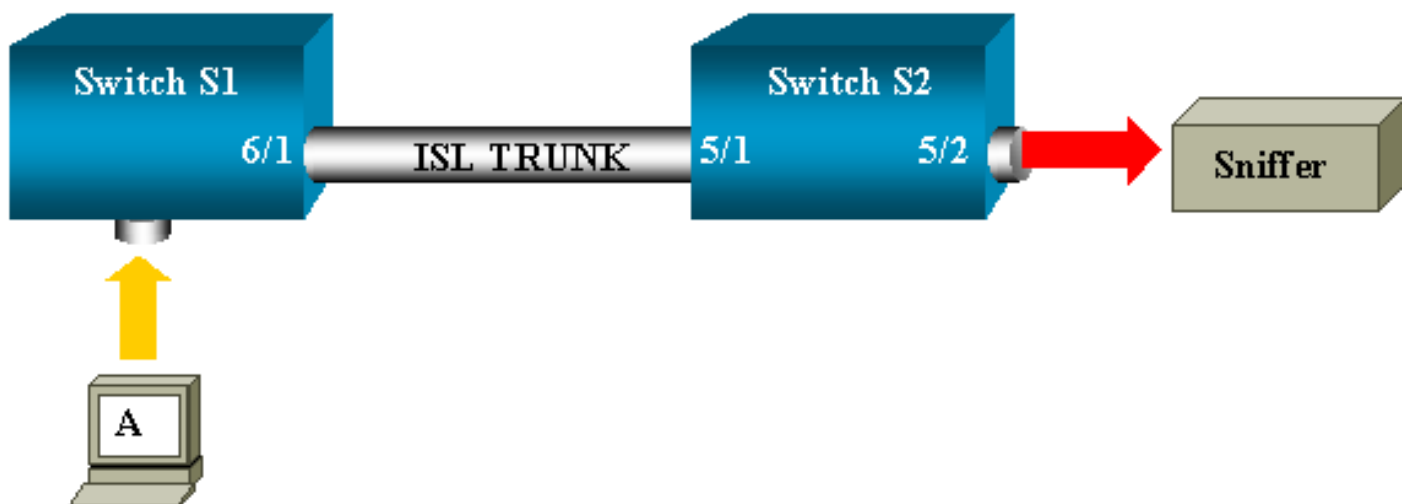 Switch S1
Switch S2
6/1
ISL TRUNK
5/1
5/2
Sniffer
A